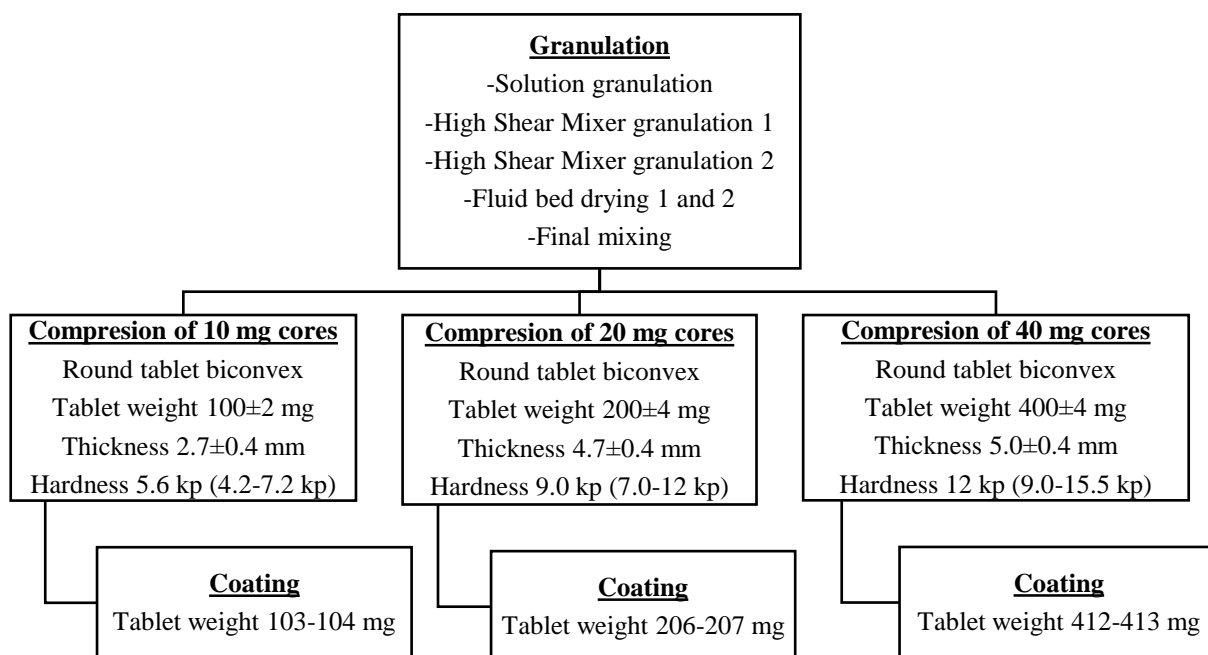 Granulation
-Solution granulation
-High Shear Mixer granulation 1
-High Shear Mixer granulation 2
-Fluid bed drying 1 and 2
-Final mixing
Compresion of 10 mg cores
Round tablet biconvex
Tablet weight 100±2 mg
Thickness 2.7±0.4 mm
Hardness 5.6 kp (4.2-7.2 kp)
Compresion of 20 mg cores
Round tablet biconvex
Tablet weight 200±4 mg
Thickness 4.7±0.4 mm
Hardness 9.0 kp (7.0-12 kp)
Compresion of 40 mg cores
Round tablet biconvex
Tablet weight 400±4 mg
Thickness 5.0±0.4 mm
Hardness 12 kp (9.0-15.5 kp)
Coating
Tablet weight 103-104 mg
Coating
Tablet weight 206-207 mg
Coating
Tablet weight 412-413 mg